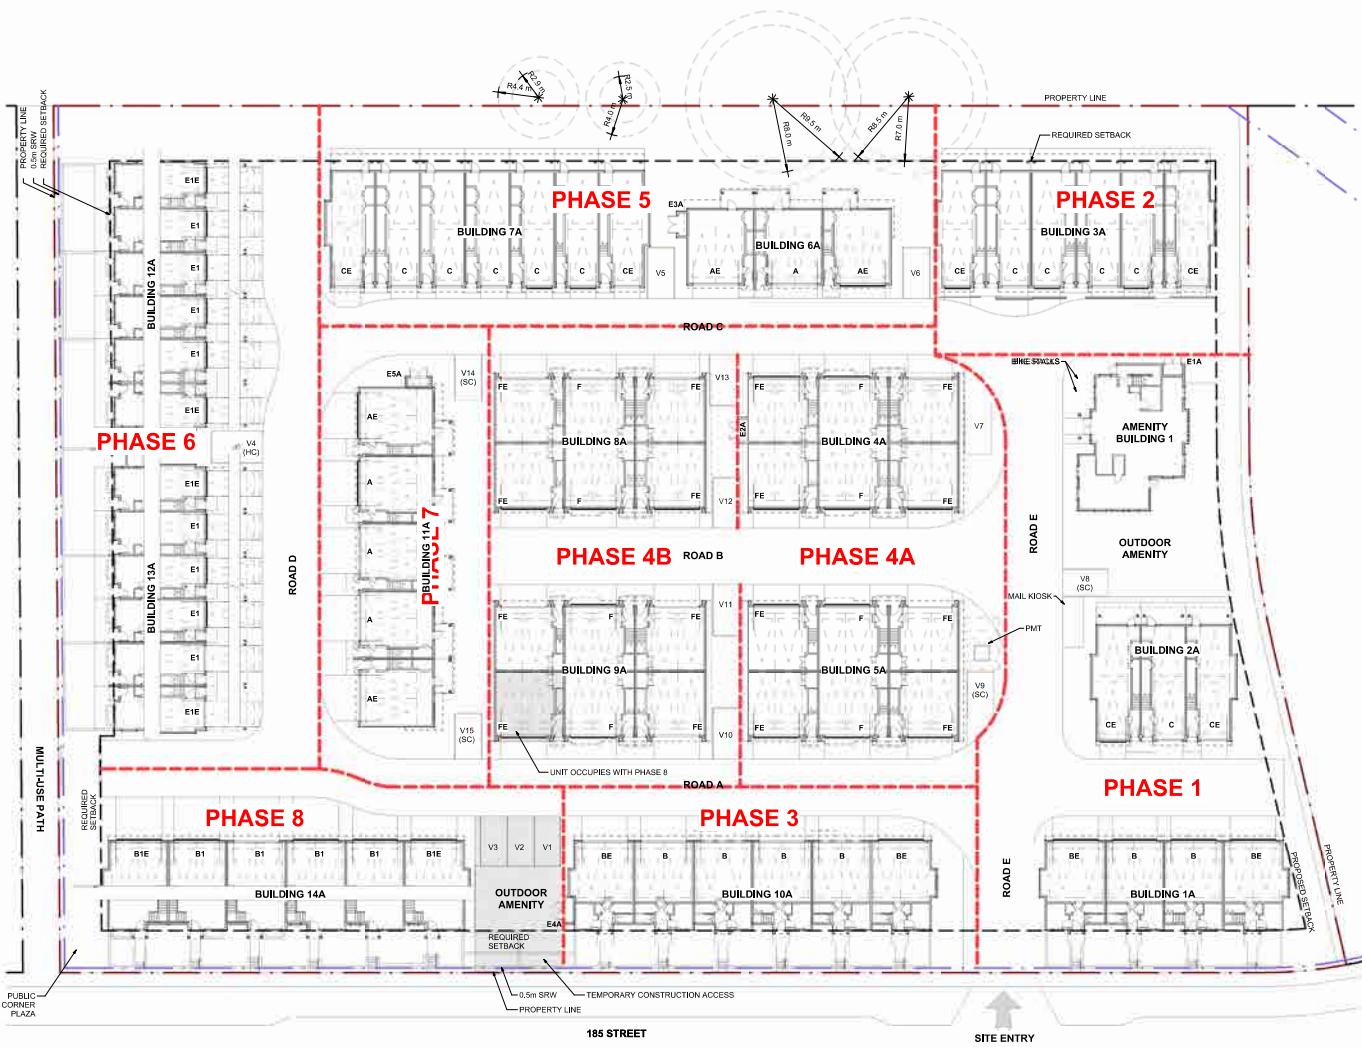 R4.4 m
R2.9 m
R2.5 m
R4.0 m
R9.5 m
R8.0 m
R8.5 m
R7.0 m
PROPERTY LINE
PROPERTY LINE
0.5m SRW
REQUIRED SETBACK
REQUIRED SETBACK
PHASE 5
BUILDING 7A
CE
C
C
C
C
C
CE
V5
E3A
BUILDING 6A
AE
A
AE
V6
PHASE 2
BUILDING 3A
CE
C
C
C
C
CE
E1E
E1
E1
E1
E1
E1E
BUILDING 12A
PHASE 6
V4
(HC)
E1E
E1
E1
E1
E1
E1E
BUILDING 13A
ROAD C
ROAD D
E5A
V14
(SC)
AE
A
A
A
AE
BUILDING 11A
PHASE 7
V15
(SC)
FE
F
FE
BUILDING 8A
FE
F
FE
V13
E2A
V12
FE
F
FE
BUILDING 4A
FE
F
FE
V7
PHASE 4B
ROAD B
PHASE 4A
ROAD E
E1A
AMENITY
BUILDING 1
OUTDOOR
AMENITY
V8
(SC)
MAIL KIOSK
PMT
FE
F
FE
BUILDING 9A
FE
F
FE
V11
V10
FE
F
FE
BUILDING 5A
FE
F
FE
V9
(SC)
BUILDING 2A
CE
C
CE
UNIT OCCUPIES WITH PHASE 8
ROAD A
PHASE 1
MULTI-USE PATH
REQUIRED
SETBACK
PHASE 8
B1E
B1
B1
B1
B1
B1E
BUILDING 14A
V3
V2
V1
OUTDOOR
AMENITY
E4A
REQUIRED
SETBACK
PHASE 3
BE
B
B
B
B
BE
BUILDING 10A
ROAD E
BE
B
B
BE
BUILDING 1A
PROPOSED SETBACK
PROPERTY LINE
PUBLIC
CORNER
PLAZA
0.5m SRW
PROPERTY LINE
TEMPORARY CONSTRUCTION ACCESS
185 STREET
SITE ENTRY